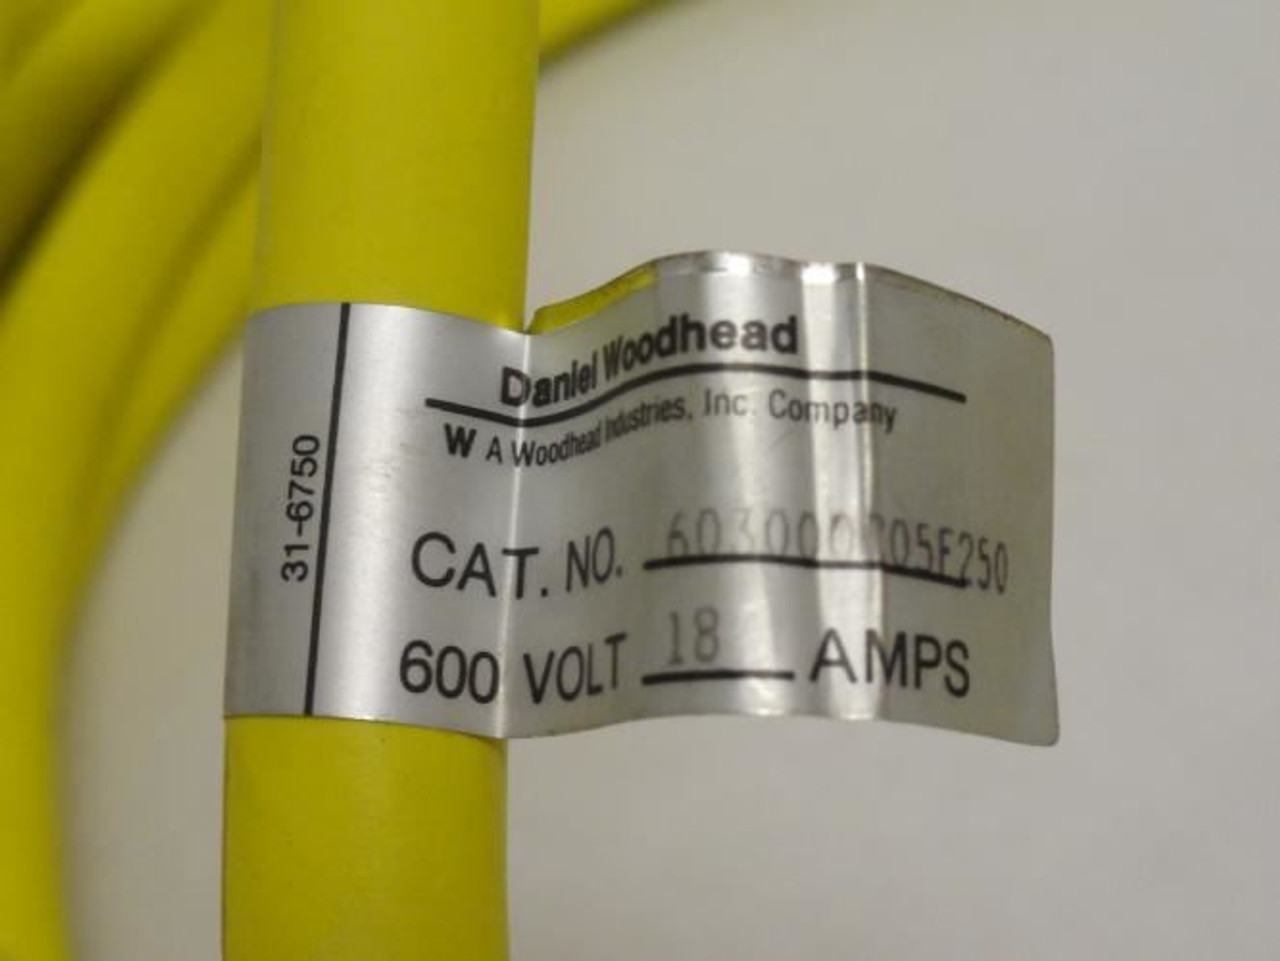 31-6750
Daniel Woodhead
W A Woodhead Industries, Inc. Company
CAT. NO.
600 VOLT 18 AMPS